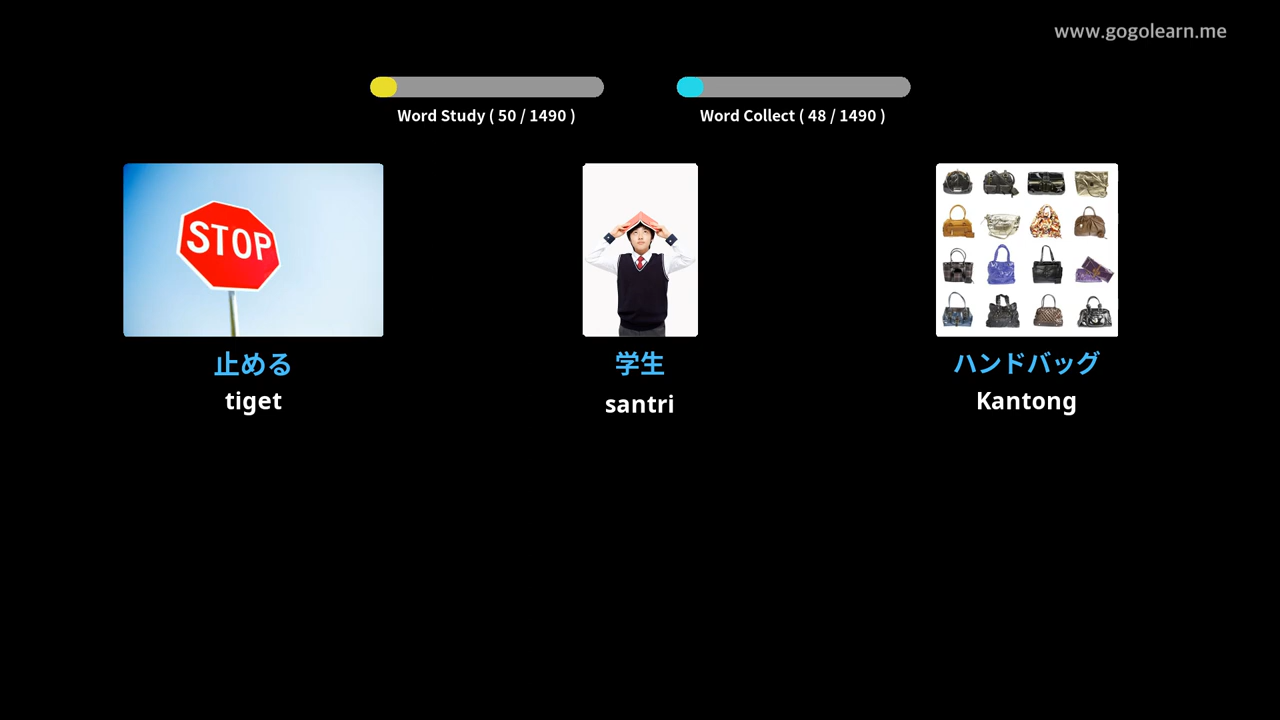 www.gogolearn.me
Word Study ( 50 / 1490 )
Word Collect ( 48 / 1490 )
STOP
止める
学生
ハンドバッグ
tiget
santri
Kantong